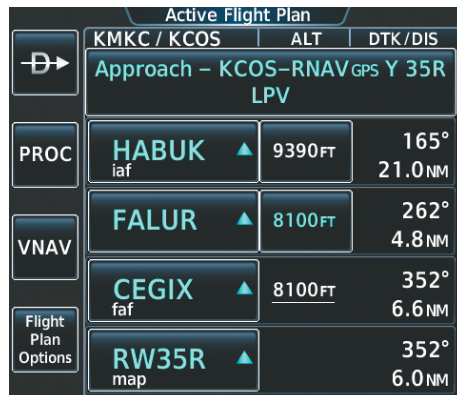 Active Flight Plan
KMKC / KCOS ALT DTK/DIS
Approach – KCOS–RNAV GPS Y 35R
LPV
PROC
HABUK 9390FT 165°
iaf 21.0NM
FALUR 8100FT 262°
4.8NM
VNAV
CEGIX 8100FT 352°
faf 6.6NM
Flight
Plan
Options
RW35R 352°
map 6.0NM